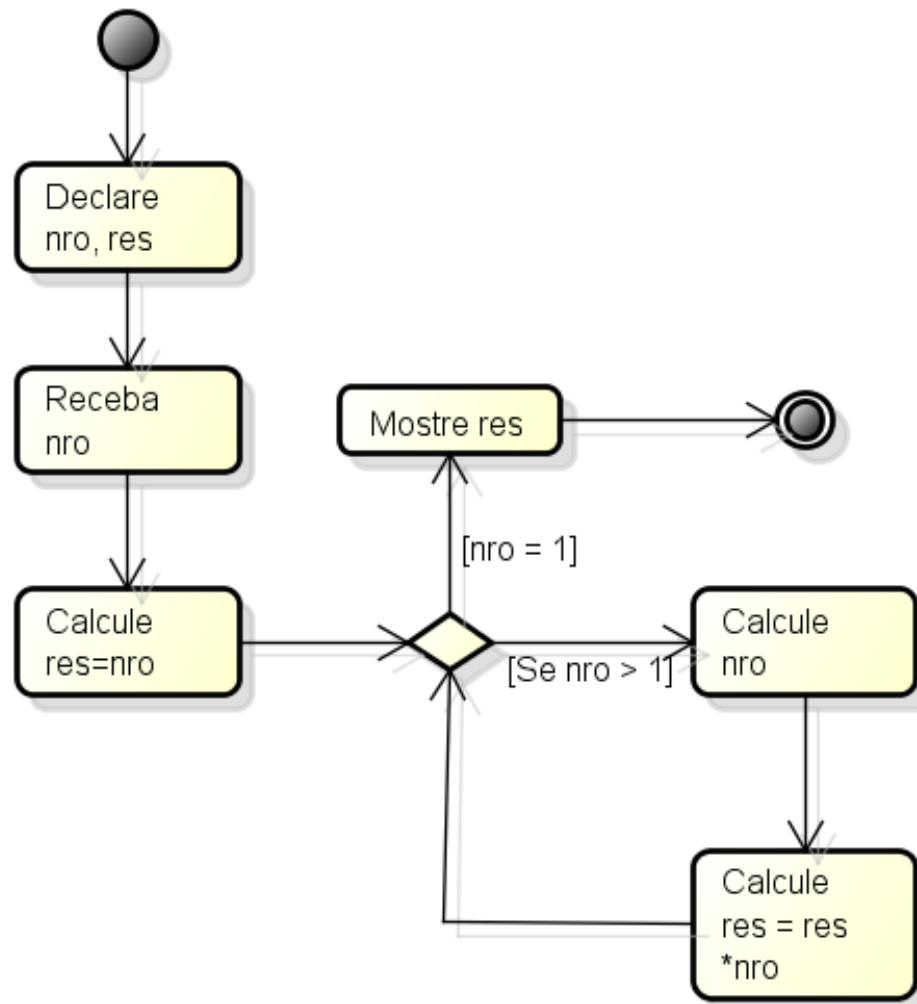 Declare
nro, res
Receba
nro
Calcule
res=nro
Mostre res
[nro = 1]
[Se nro > 1]
Calcule
nro
Calcule
res = res
*nro